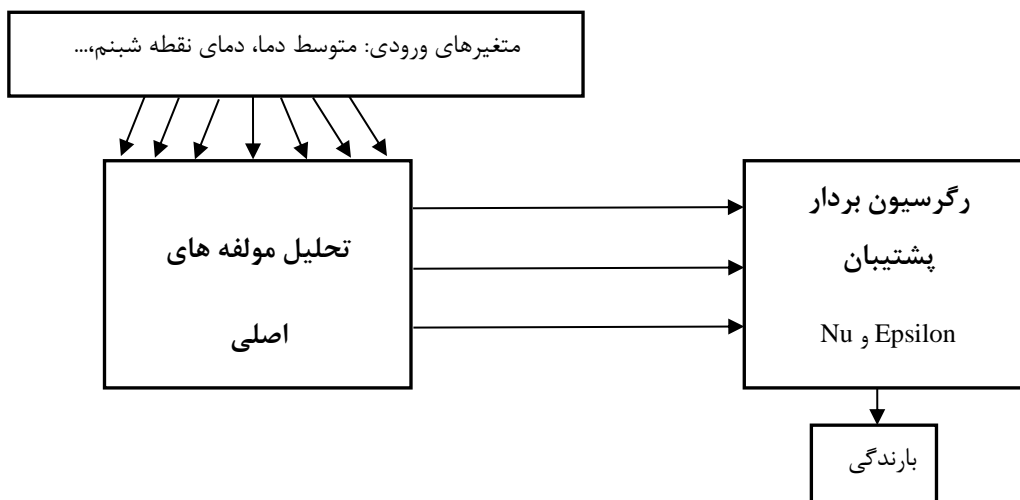 متغیرهای ورودی: متوسط دما، دمای نقطه شبنم،...
تحلیل مولفه های
اصلی
رگرسیون بردار
پشتیبان
Epsilon و Nu
بارندگی